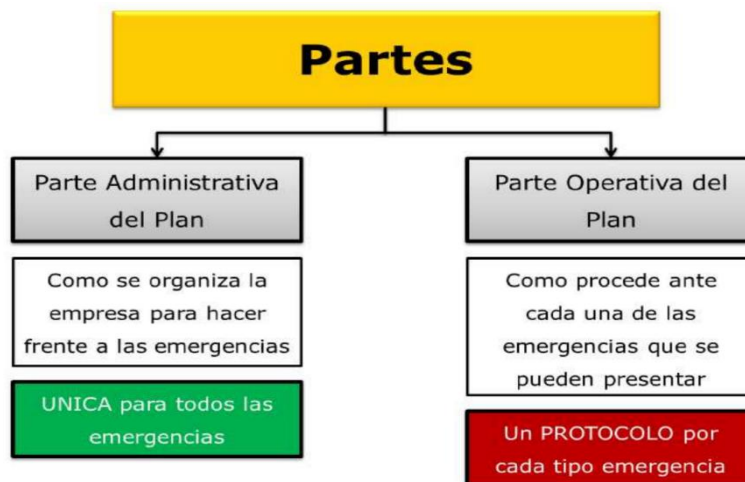 Partes
Parte Administrativa
del Plan
Como se organiza la
empresa para hacer
frente a las emergencias
UNICA para todos las
emergencias
Parte Operativa del
Plan
Como procede ante
cada una de las
emergencias que se
pueden presentar
Un PROTOCOLO por
cada tipo emergencia